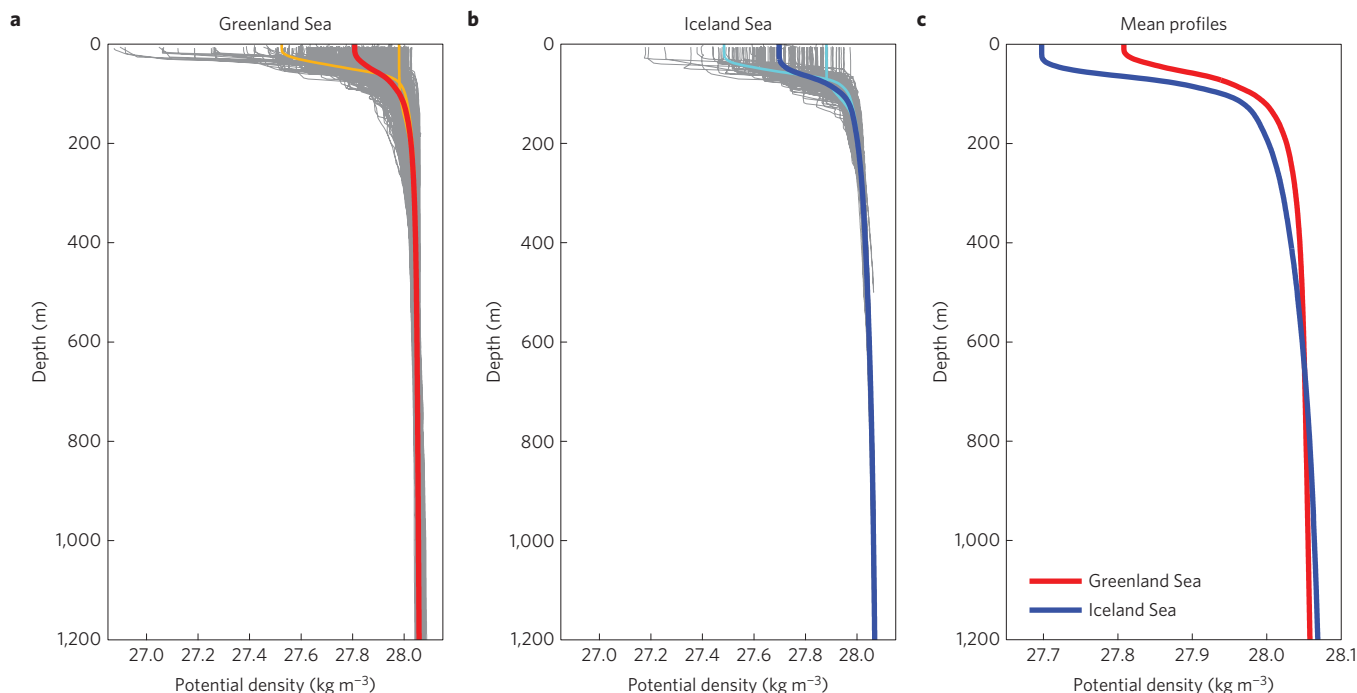 a Greenland Sea
0
200
400
600
800
1,000
1,200
Depth (m)
27.0 27.2 27.4 27.6 27.8 28.0
Potential density (kg m⁻³)
b Iceland Sea
0
200
400
600
800
1,000
1,200
Depth (m)
27.0 27.2 27.4 27.6 27.8 28.0
Potential density (kg m⁻³)
c Mean profiles
0
200
400
600
800
1,000
1,200
Depth (m)
Greenland Sea
Iceland Sea
27.7 27.8 27.9 28.0 28.1
Potential density (kg m⁻³)